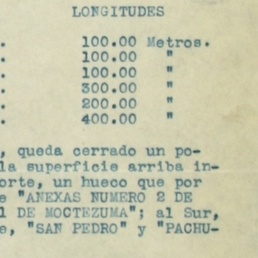 LONGITUDES
. 100.00 Metros.
. 100.00 "
. 100.00 "
. 300.00 "
. 200.00 "
. 400.00 "
, queda cerrado un po-
la superficie arriba in-
orte, un hueco que por
e "ANEXAS NUMERO 2 DE
l DE MOCTEZUMA"; al Sur,
e, "SAN PEDRO" y "PACHU-